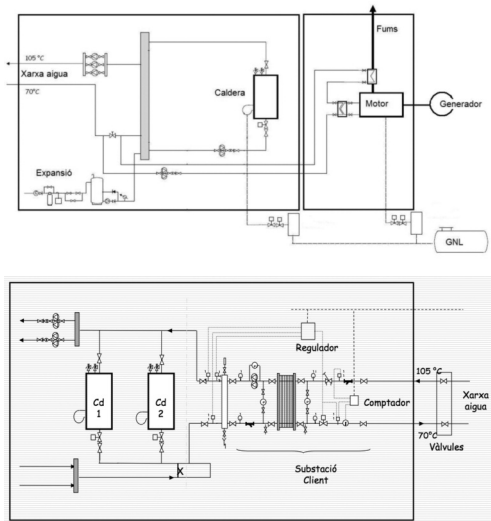 Fums
105 °C
Xarxa aigua
70°C
Caldera
Motor
Generador
Expansió
GNL
Regulador
105 °C
Cd
1
Cd
2
Comptador
Xarxa
aigua
70°C
Vàlvules
X
Substació
Client